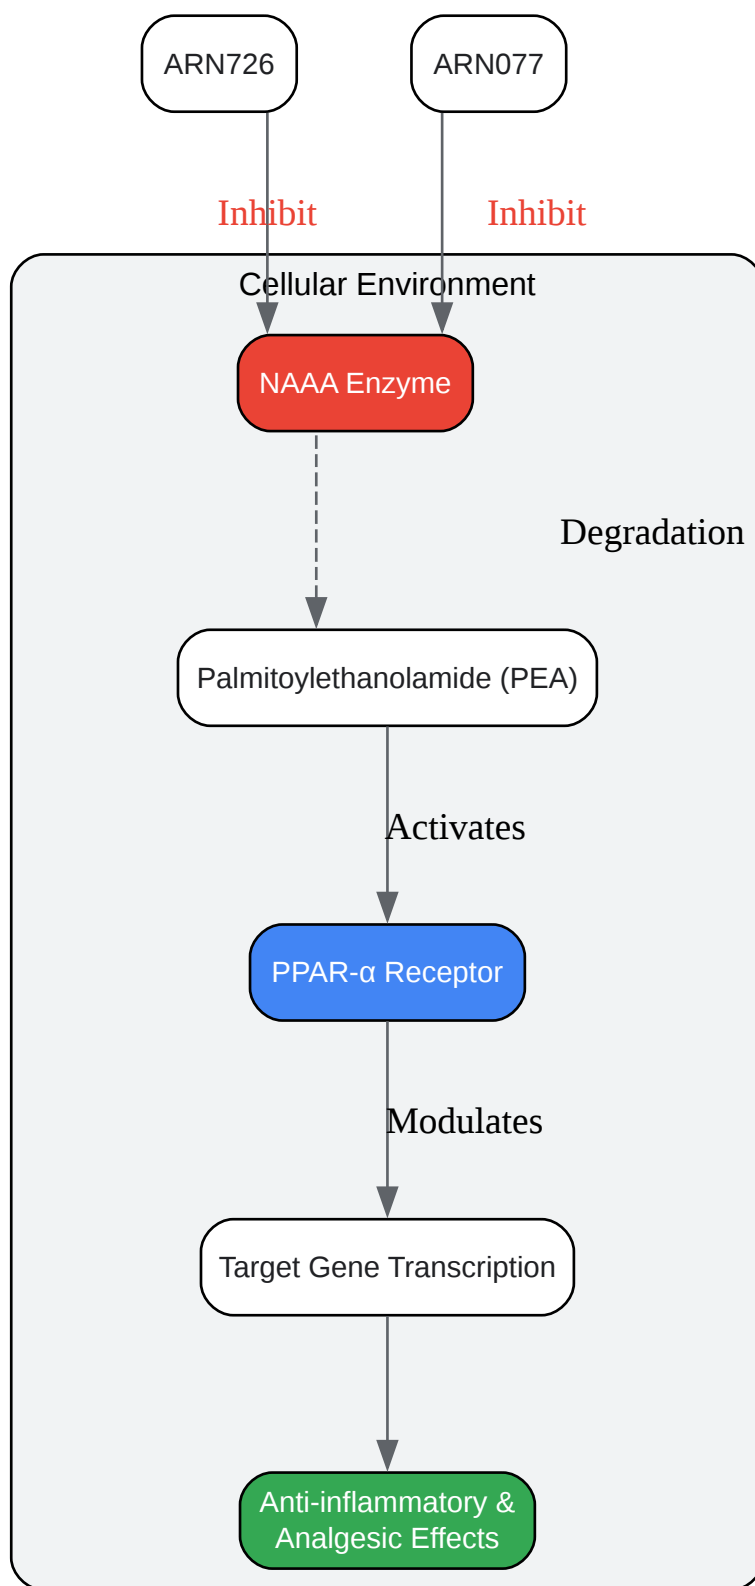 ARN726
ARN077
Inhibit
Inhibit
Cellular Environment
NAAA Enzyme
Degradation
Palmitoylethanolamide (PEA)
Activates
PPAR-α Receptor
Modulates
Target Gene Transcription
Anti-inflammatory &
Analgesic Effects